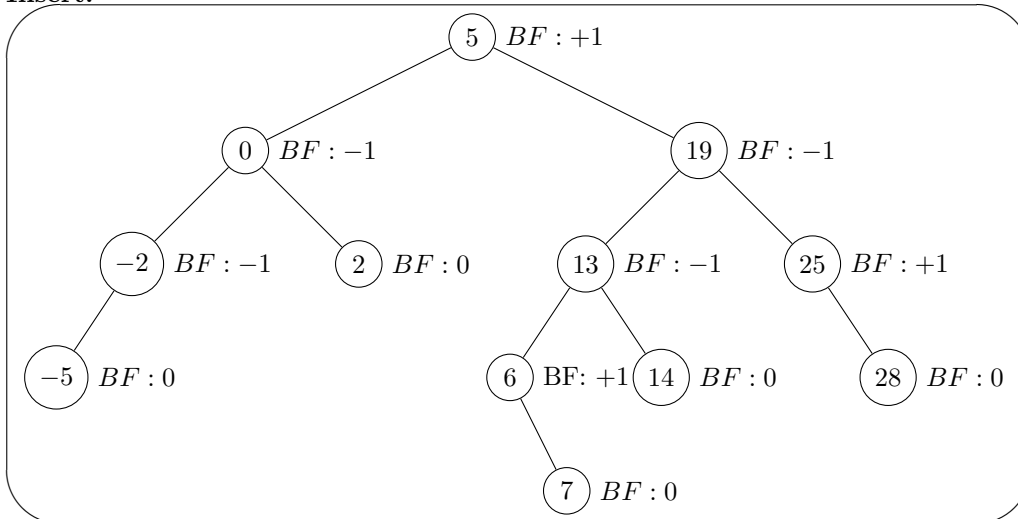 Insert:
5 BF : +1
0 BF : −1 19 BF : −1
−2 BF : −1 2 BF : 0 13 BF : −1 25 BF : +1
−5 BF : 0 6 BF: +1 14 BF : 0 28 BF : 0
7 BF : 0